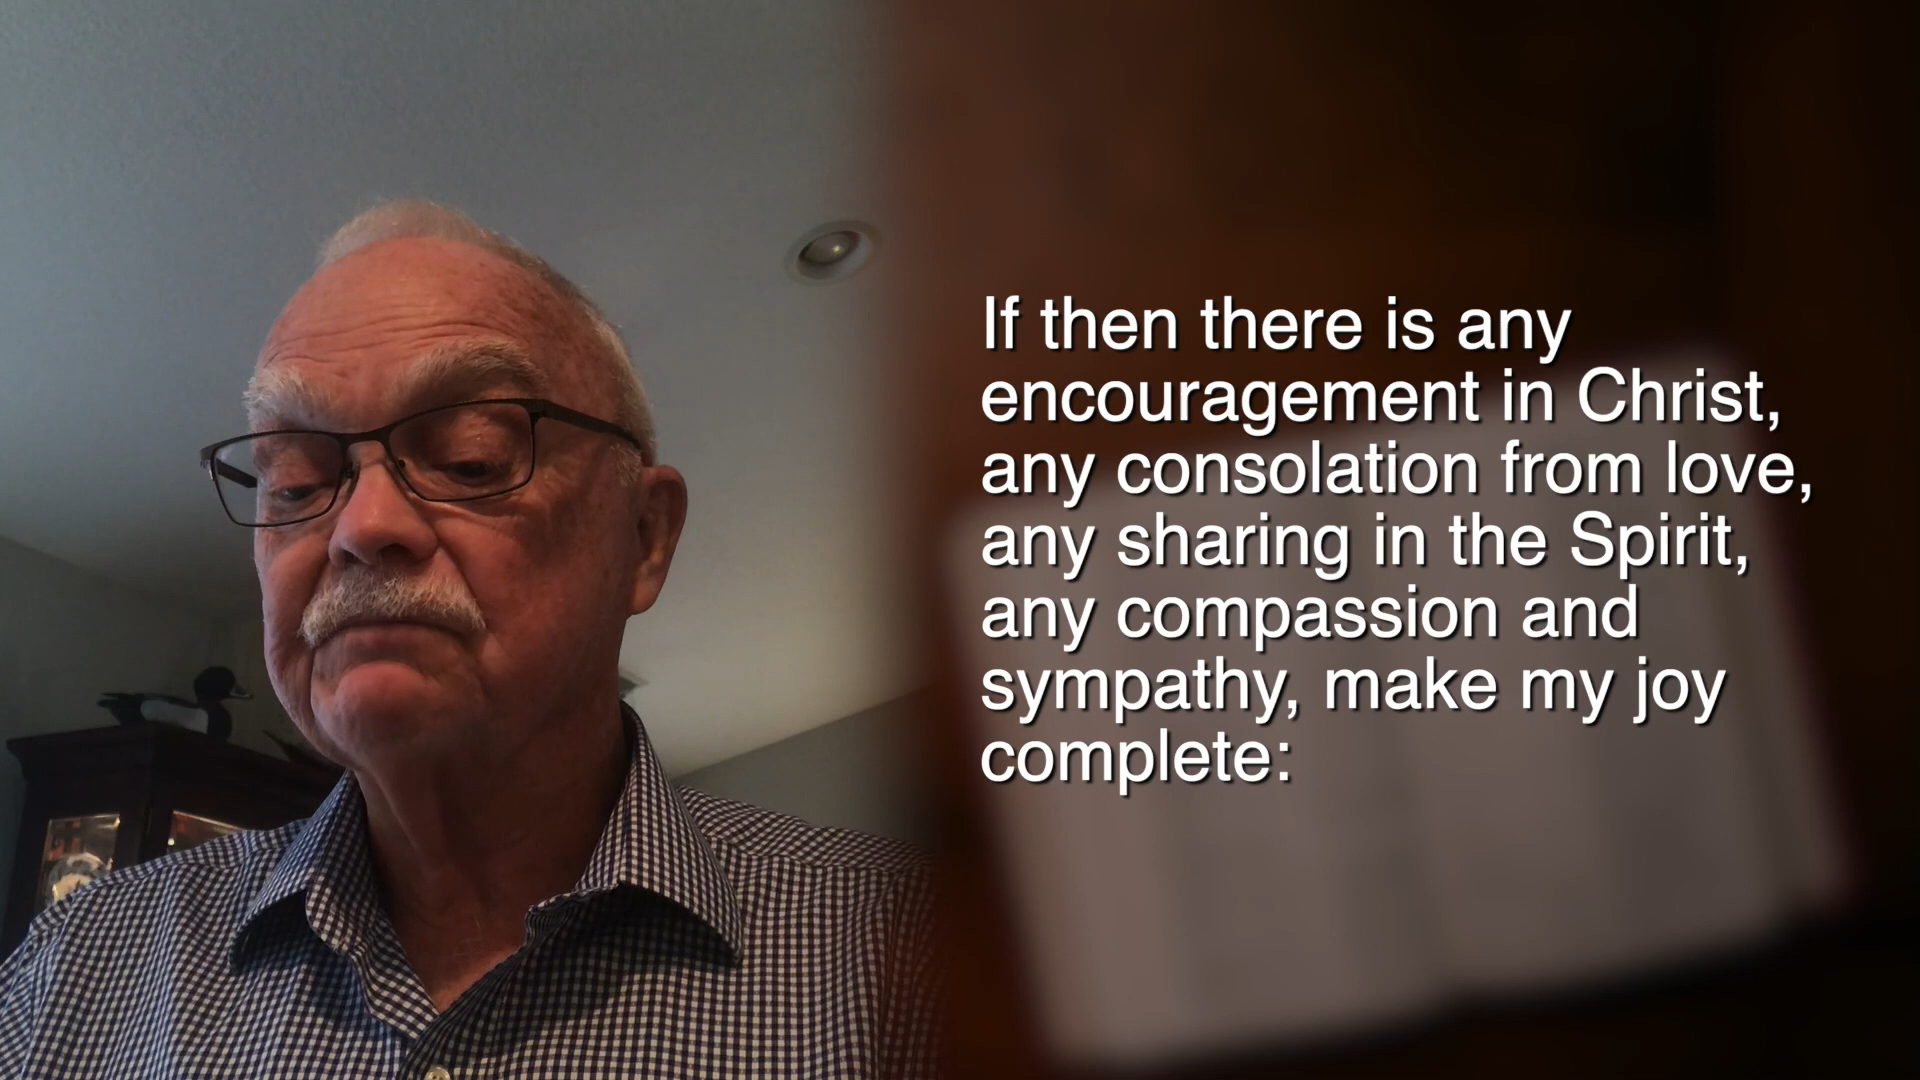 If then there is any
encouragement in Christ,
any consolation from love,
any sharing in the Spirit,
any compassion and
sympathy, make my joy
complete: